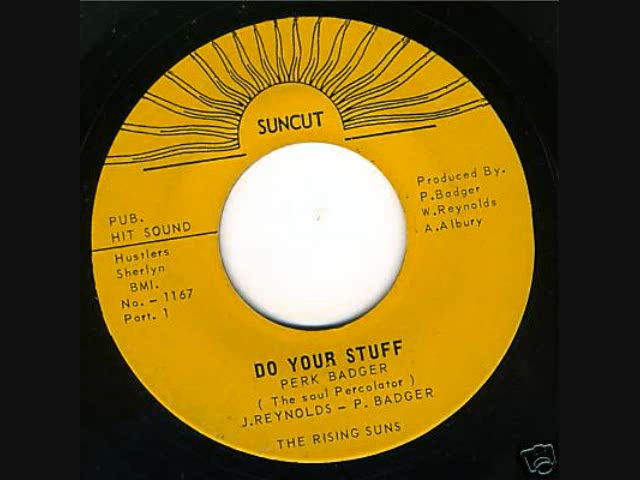 SUNCUT
PUB.
HIT SOUND
Hustlers
Sherlyn
BMI.
No. - 1167
Part. 1
Produced By.
P. Badger
W. Reynolds
A. Albury
DO YOUR STUFF
PERK BADGER
( The soul Percolator )
J. REYNOLDS - P. BADGER
THE RISING SUNS